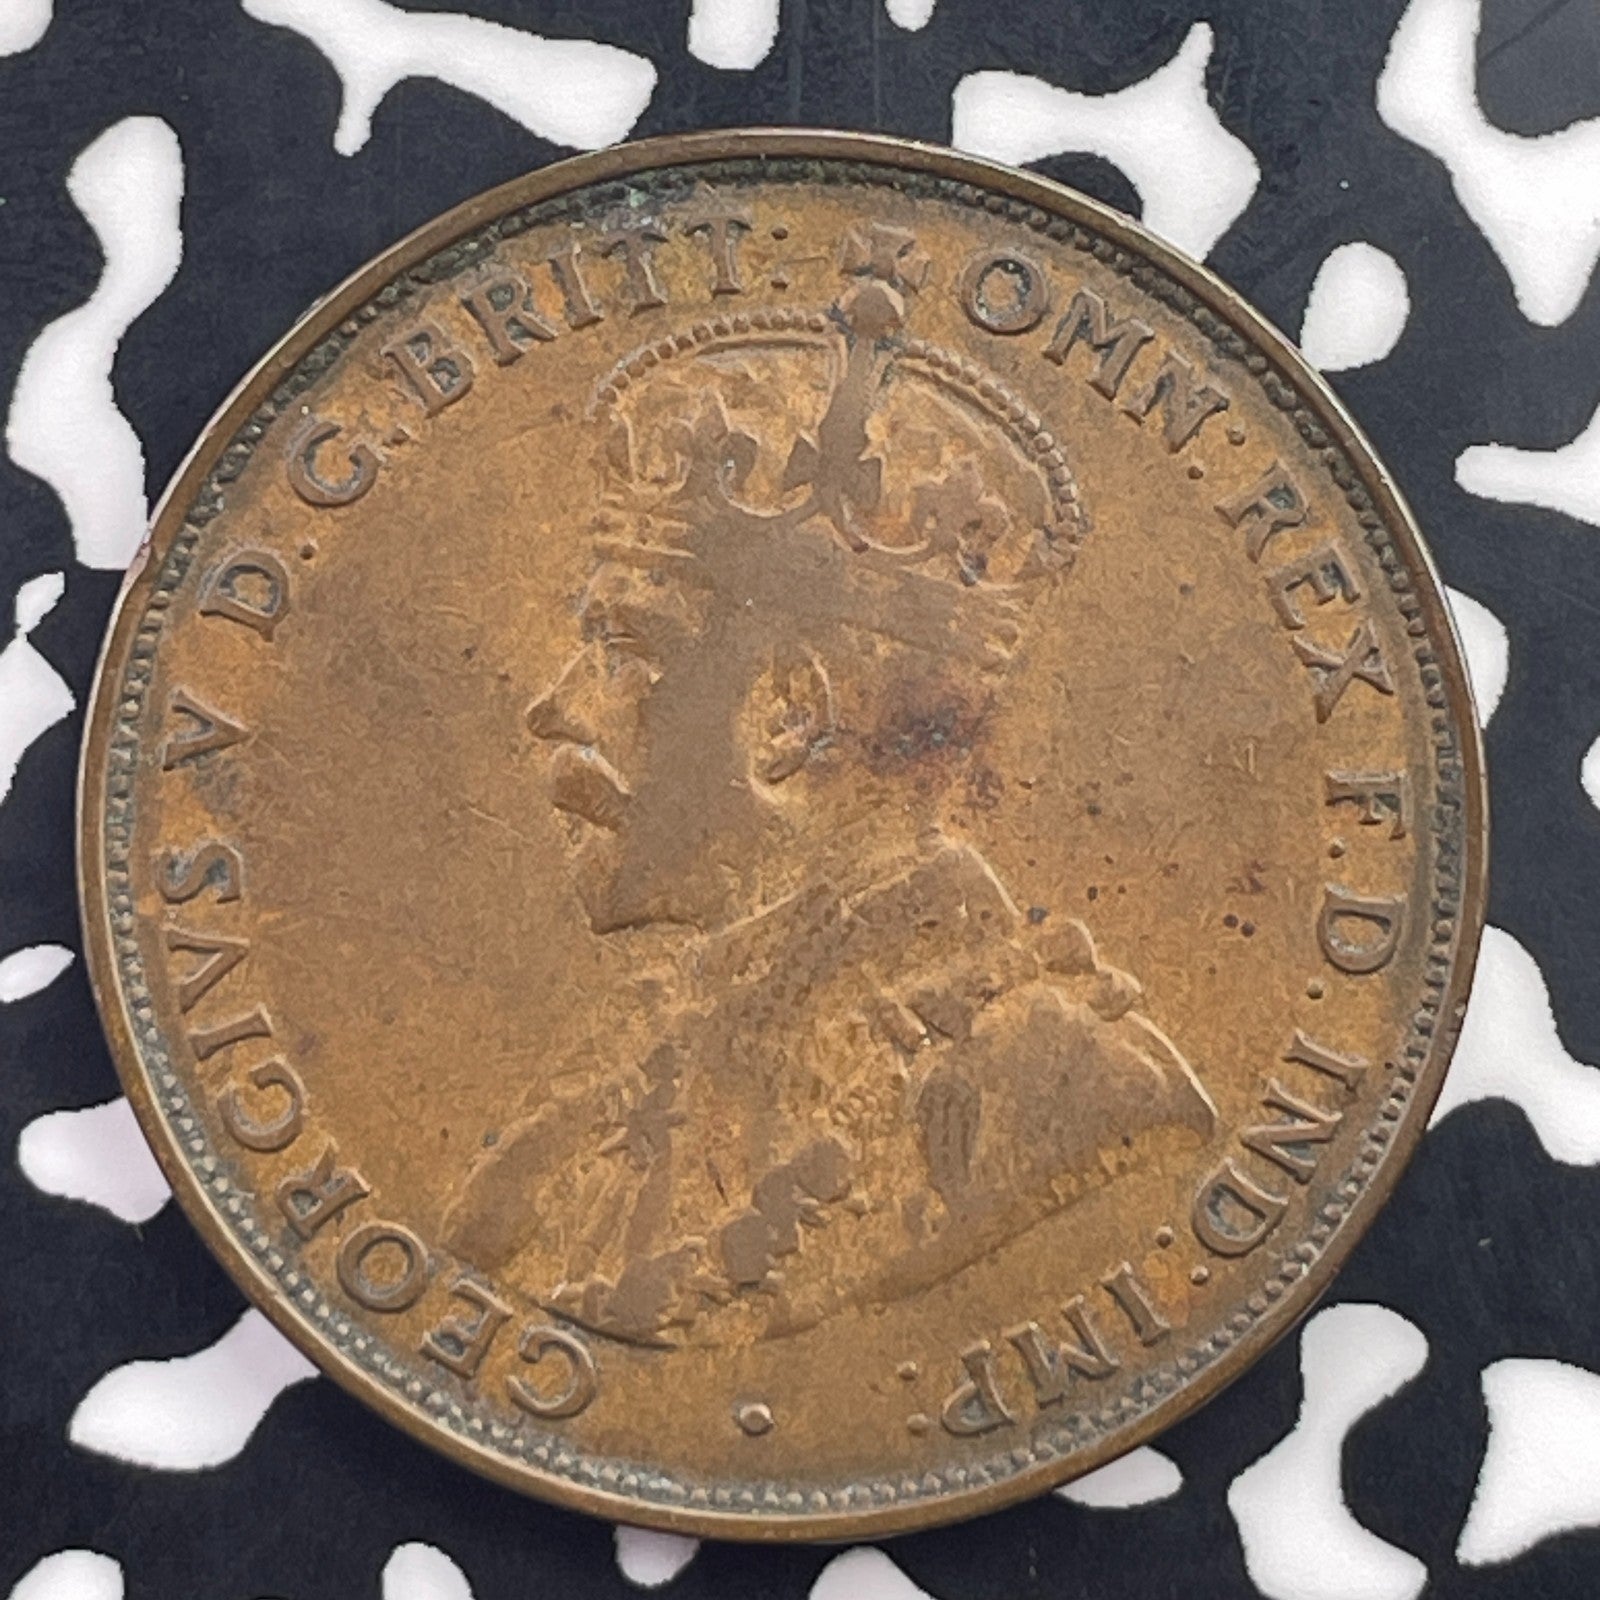 GEORGIVS V D.G.BRITT: OMN: REX F.D.IND:IMP: